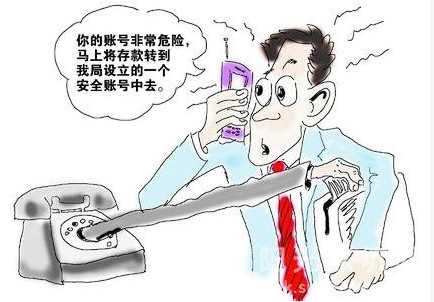 你的账号非常危险，
马上将存款转到
我局设立的一个
安全账号中去。